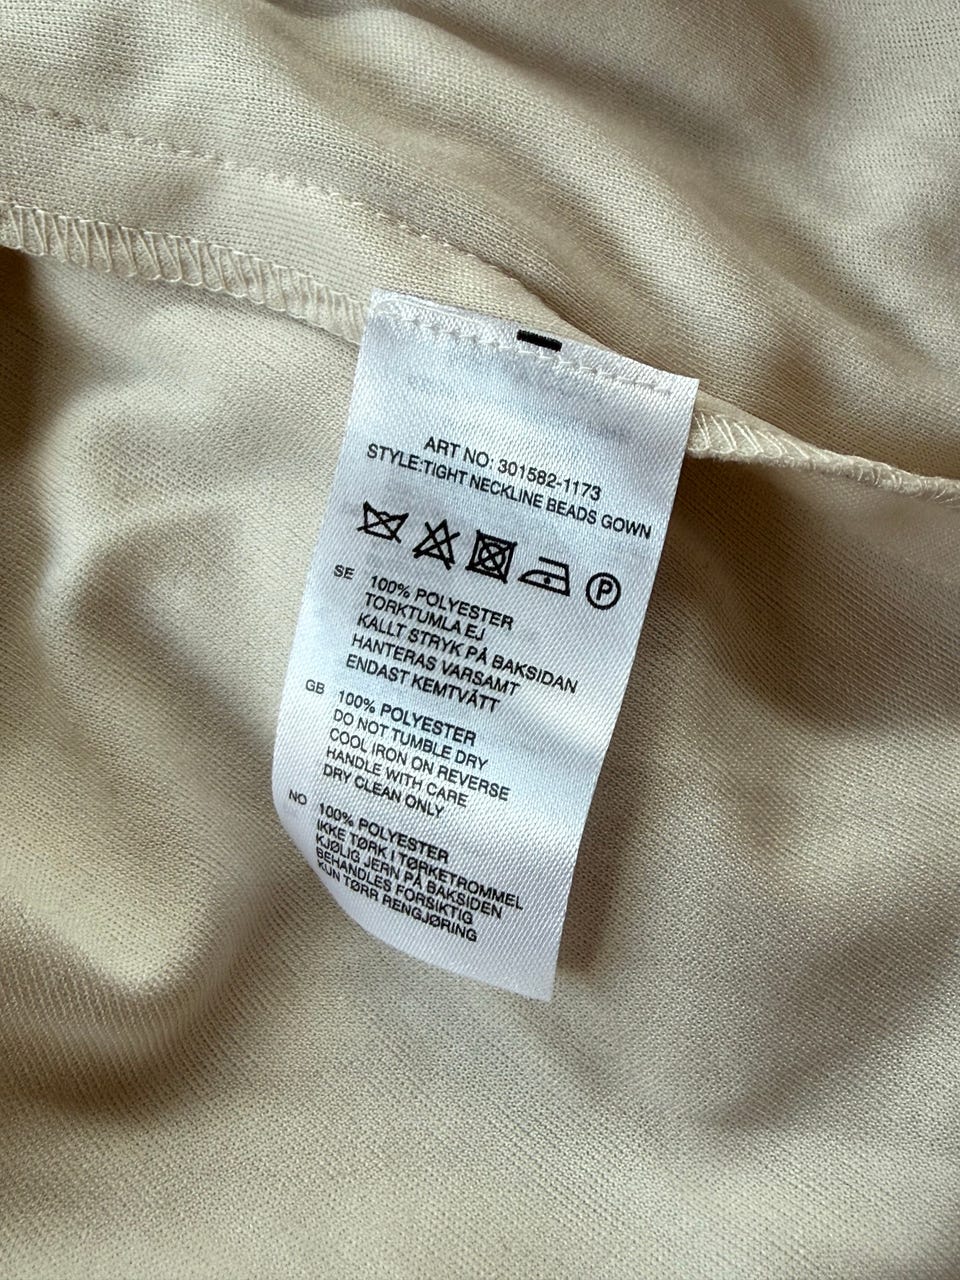 ART NO: 301582-1173
STYLE:TIGHT NECKLINE BEADS GOWN
P
SE 100% POLYESTER
TORKTUMLA EJ
KALLT STRYK PÅ BAKSIDAN
HANTERAS VARSAMT
ENDAST KEMTVÄTT
GB 100% POLYESTER
DO NOT TUMBLE DRY
COOL IRON ON REVERSE
HANDLE WITH CARE
DRY CLEAN ONLY
NO 100% POLYESTER
IKKE TØRK I TØRKETROMMEL
KJØLIG JERN PÅ BAKSIDEN
BEHANDLES FORSIKTIG
KUN TØRR RENGJØRING